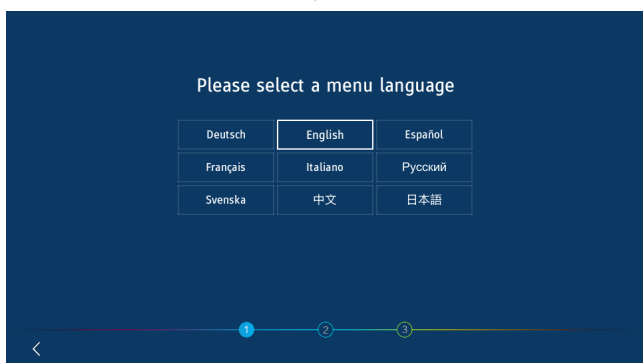 Please select a menu language
Deutsch English Español
Français Italiano Русский
Svenska 中文 日本語
1 2 3